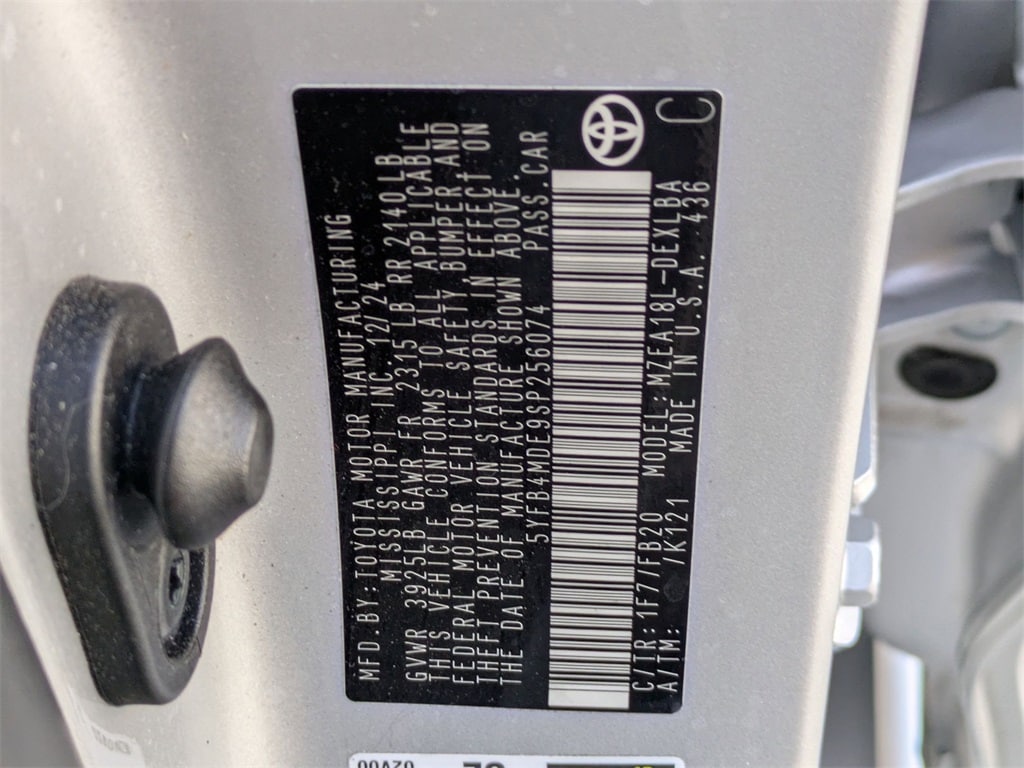 MFD.BY:TOYOTA MOTOR MANUFACTURING
MISSISSIPPI INC. 12/24
GVWR 3925LB GAWR FR 2315 LB RR 2140 LB
THIS VEHICLE CONFORMS TO ALL APPLICABLE
FEDERAL MOTOR VEHICLE SAFETY, BUMPER AND
THEFT PREVENTION STANDARDS IN EFFECT ON
THE DATE OF MANUFACTURE SHOWN ABOVE.
5YFB4MDE9SP256074 PASS.CAR
C/TR:1F7/FB20 MODEL:MZEA18L-DEXLBA
A/TM: /K121 MADE IN U.S.A. 436
C